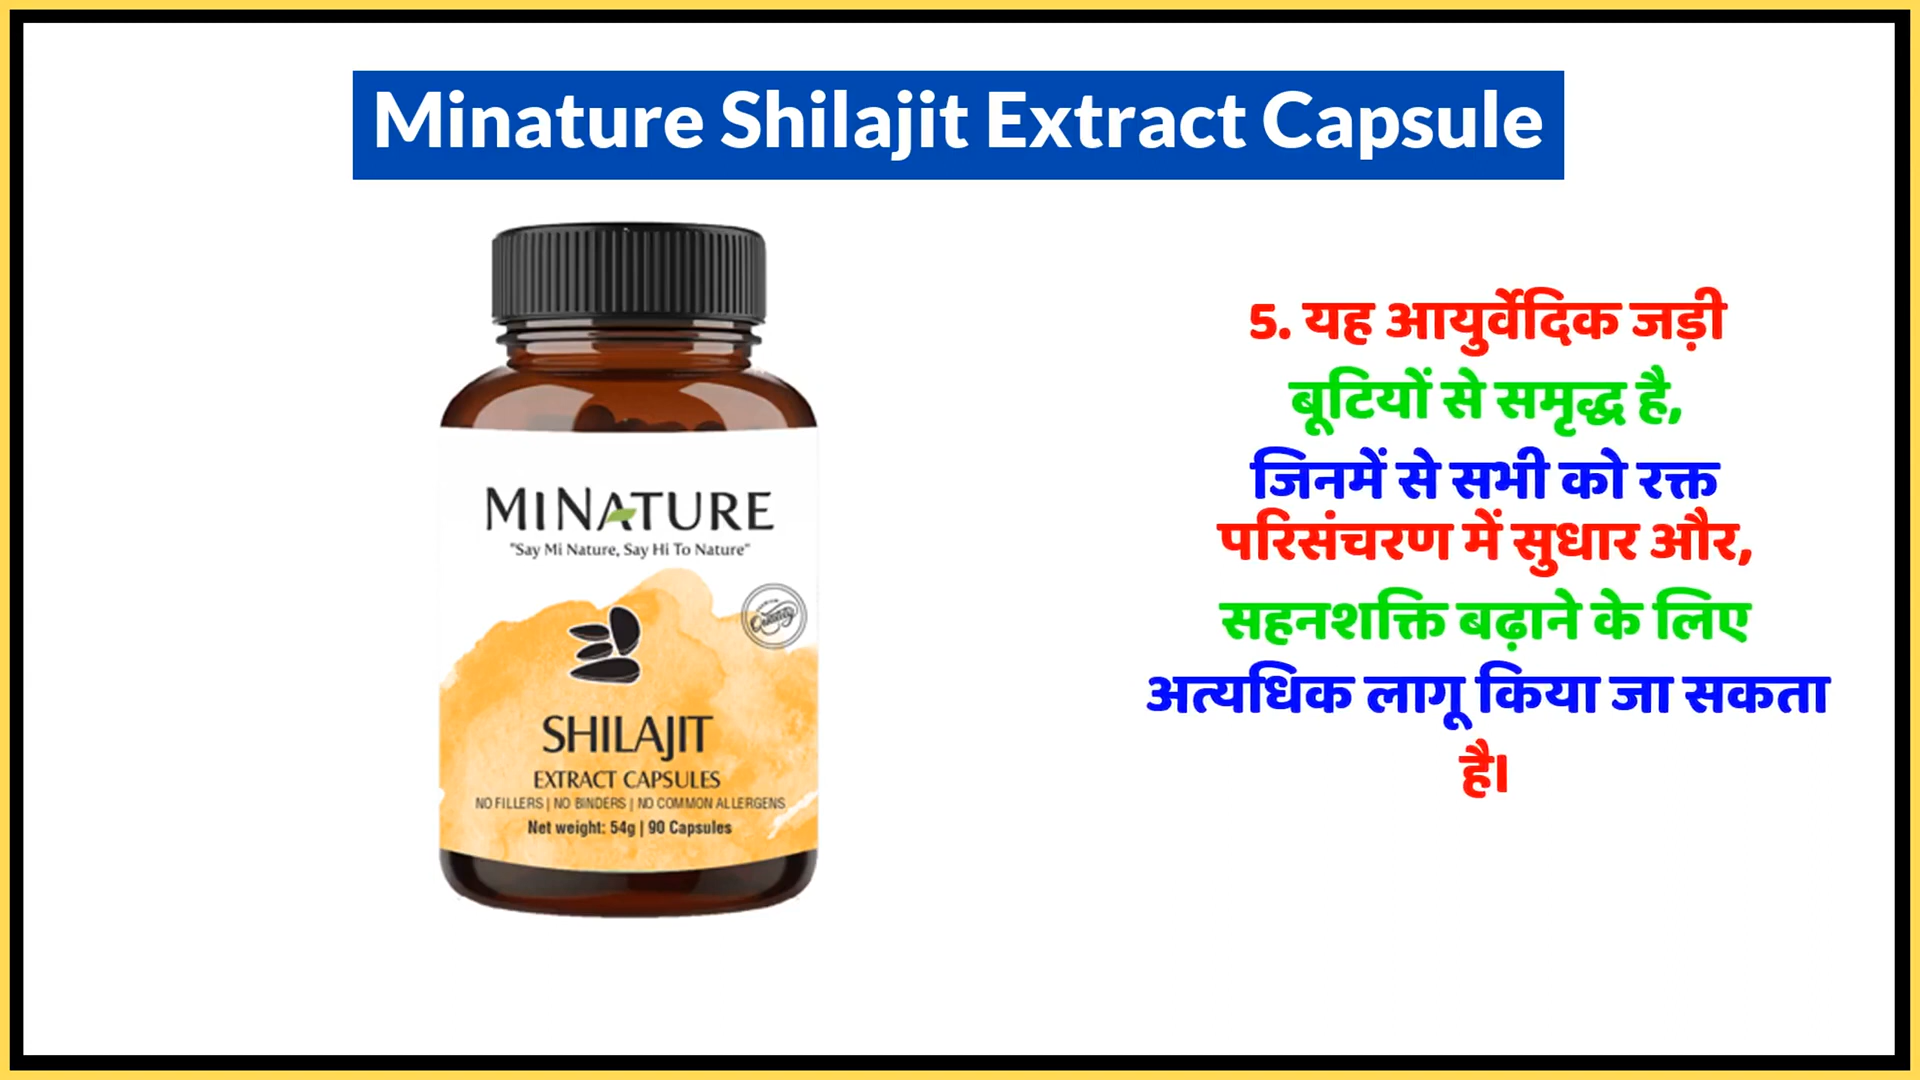 Minature Shilajit Extract Capsule
MINATURE
"Say Mi Nature, Say Hi To Nature"
Quality
SHILAJIT
EXTRACT CAPSULES
NO FILLERS | NO BINDERS | NO COMMON ALLERGENS
Net weight: 54g | 90 Capsules
5. यह आयुर्वेदिक जड़ी
बूटियों से समृद्ध है,
जिनमें से सभी को रक्त
परिसंचरण में सुधार और,
सहनशक्ति बढ़ाने के लिए
अत्यधिक लागू किया जा सकता
है।